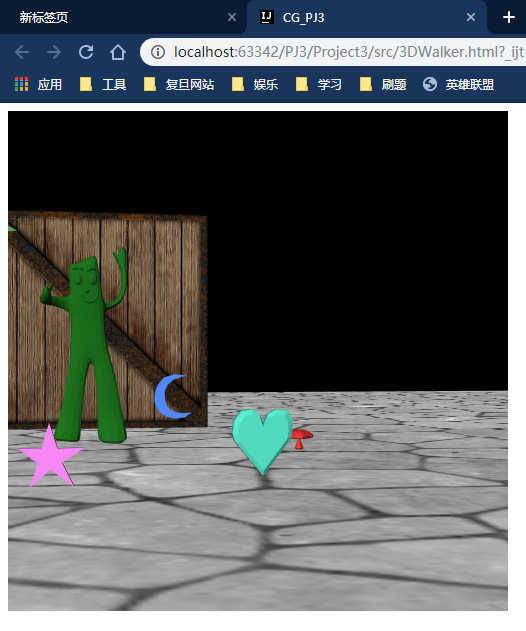 新标签页
CG_PJ3
localhost:63342/PJ3/Project3/src/3DWalker.html?_ijt
应用 工具 复旦网站 娱乐 学习 刷题 英雄联盟